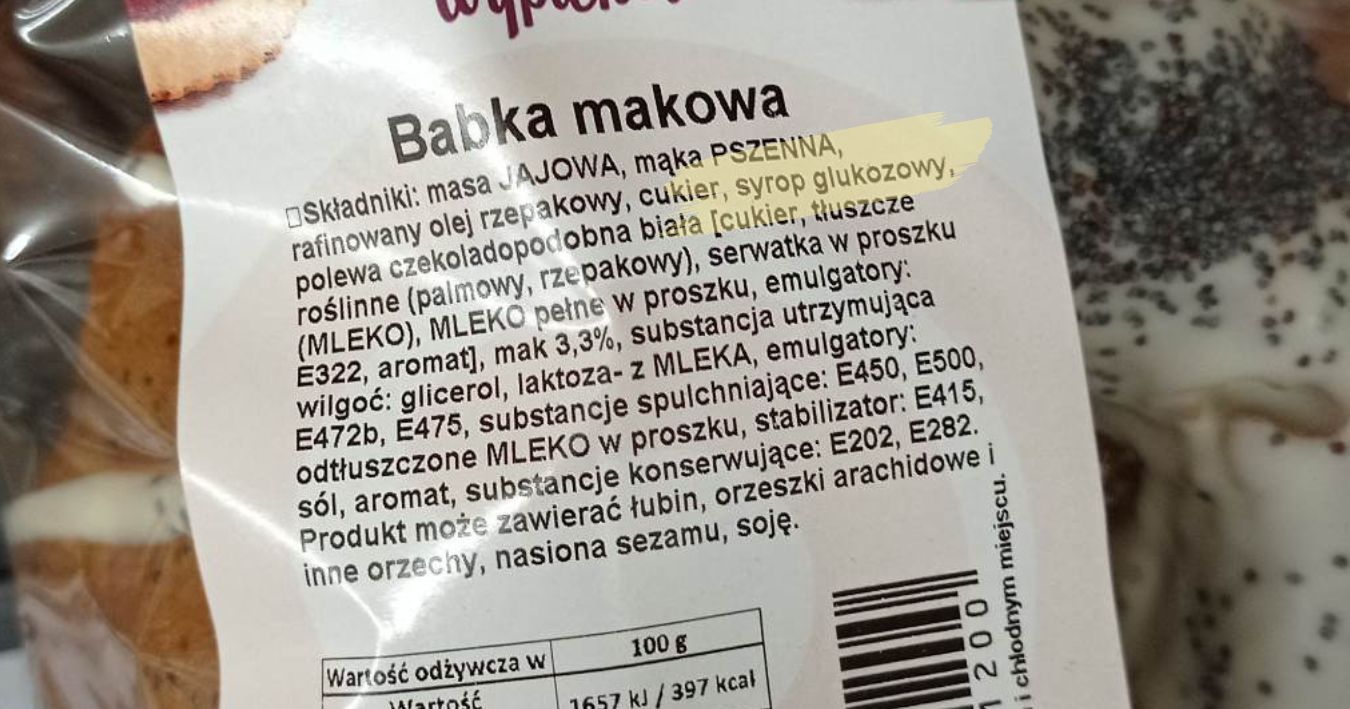 Babka makowa
Składniki: masa JAJOWA, mąka PSZENNA,
rafinowany olej rzepakowy, cukier, syrop glukozowy,
polewa czekoladopodobna biała [cukier, tłuszcze
roślinne (palmowy, rzepakowy), serwatka w proszku
(MLEKO), MLEKO pełne w proszku, emulgatory:
E322, aromat], mak 3,3%, substancja utrzymująca
wilgoć: glicerol, laktoza- z MLEKA, emulgatory:
E472b, E475, substancje spulchniające: E450, E500,
odtłuszczone MLEKO w proszku, stabilizator: E415,
sól, aromat, substancje konserwujące: E202, E282.
Produkt może zawierać łubin, orzeszki arachidowe i
inne orzechy, nasiona sezamu, soję.
Wartość odżywcza w 100 g
Wartość 1657 kJ / 397 kcal
1200
i chłodnym miejscu.